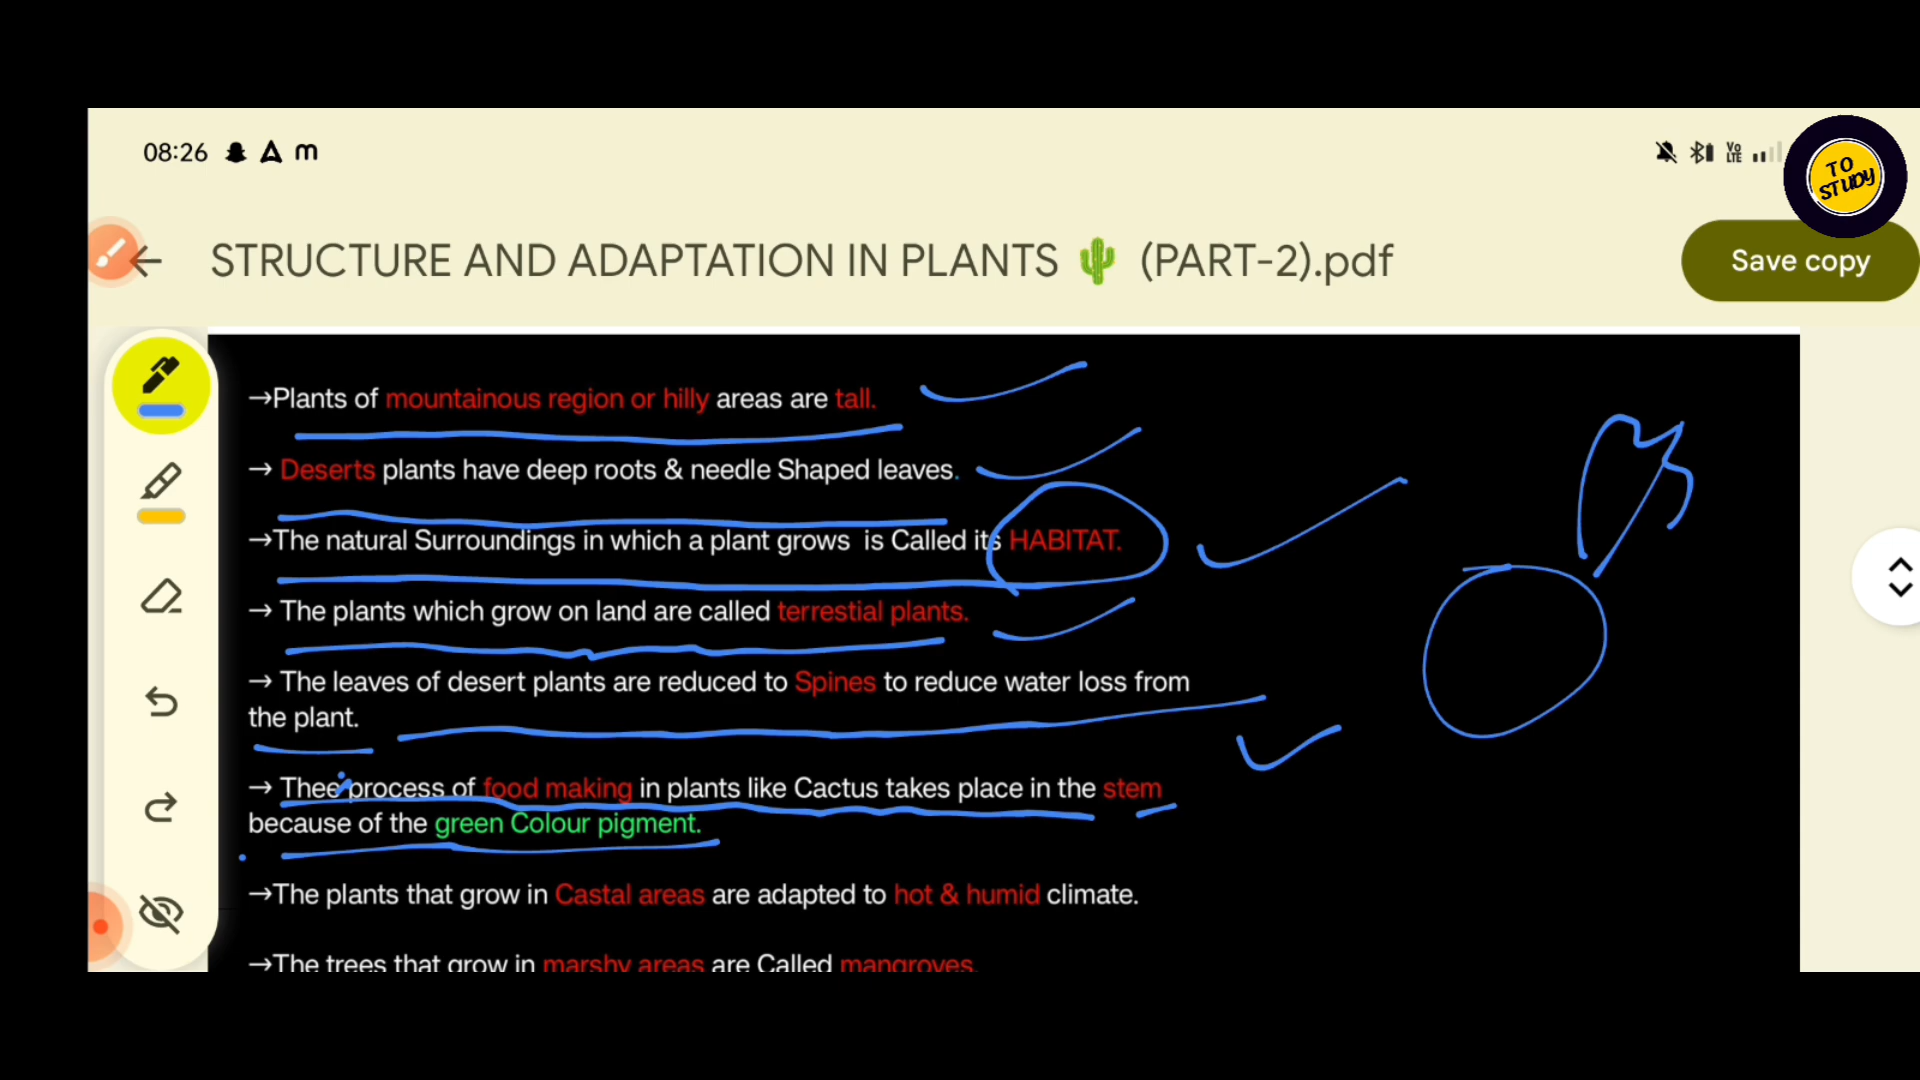 08:26 m
Vo LTE
TO STUDY
STRUCTURE AND ADAPTATION IN PLANTS 🌵 (PART-2).pdf
Save copy
→Plants of mountainous region or hilly areas are tall.
→ Deserts plants have deep roots & needle Shaped leaves.
→The natural Surroundings in which a plant grows is Called its HABITAT.
→ The plants which grow on land are called terrestial plants.
→ The leaves of desert plants are reduced to Spines to reduce water loss from
the plant.
→ Thee process of food making in plants like Cactus takes place in the stem
because of the green Colour pigment.
→The plants that grow in Castal areas are adapted to hot & humid climate.
→The trees that grow in marshy areas are Called mangroves.